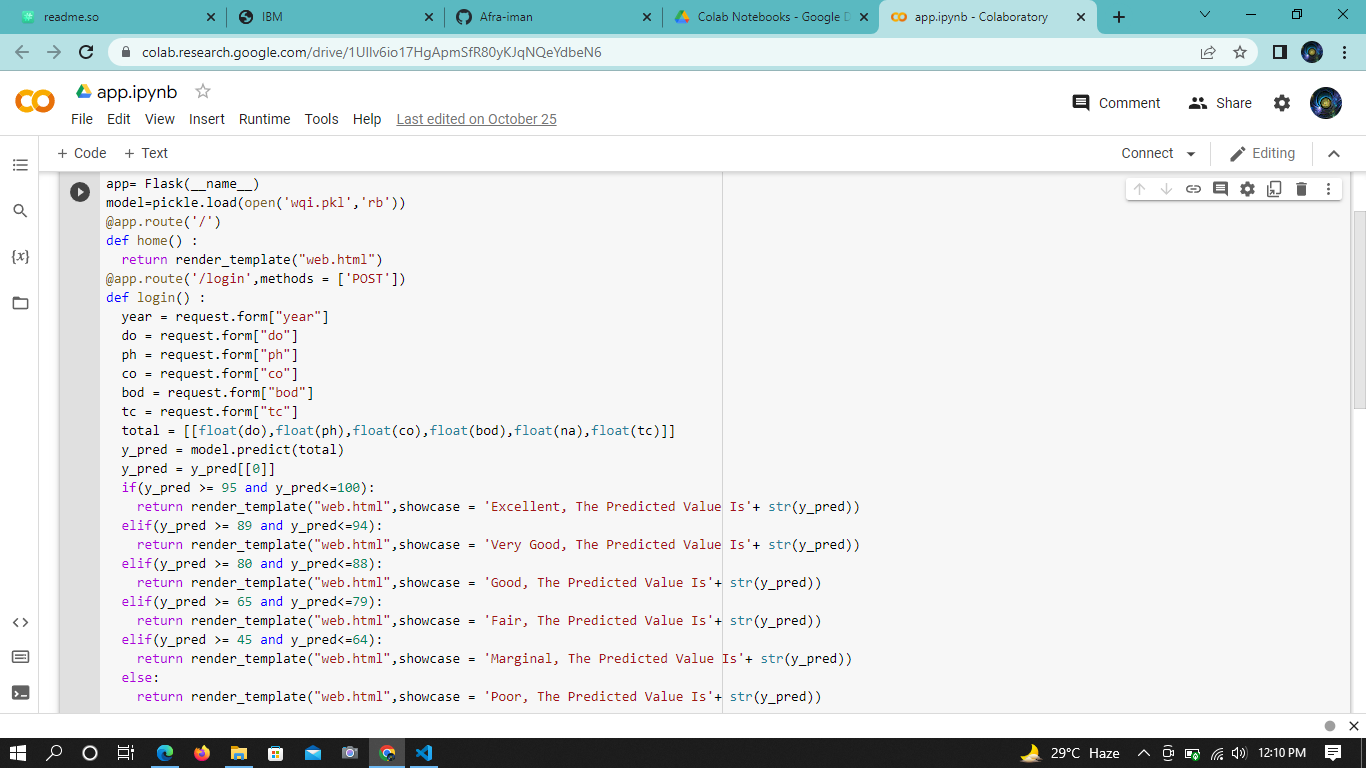 readme.so
IBM
Afra-iman
Colab Notebooks - Google D
app.ipynb - Colaboratory
colab.research.google.com/drive/1UIlv6io17HgApmSfR80yKJqNQeYdbeN6
app.ipynb
File Edit View Insert Runtime Tools Help Last edited on October 25
Comment Share
+ Code + Text
Connect Editing
app= Flask(__name__)
model=pickle.load(open('wqi.pkl','rb'))
@app.route('/')
def home() :
  return render_template("web.html")
@app.route('/login',methods = ['POST'])
def login() :
  year = request.form["year"]
  do = request.form["do"]
  ph = request.form["ph"]
  co = request.form["co"]
  bod = request.form["bod"]
  tc = request.form["tc"]
  total = [[float(do),float(ph),float(co),float(bod),float(na),float(tc)]]
  y_pred = model.predict(total)
  y_pred = y_pred[[0]]
  if(y_pred >= 95 and y_pred<=100):
    return render_template("web.html",showcase = 'Excellent, The Predicted Value Is'+ str(y_pred))
  elif(y_pred >= 89 and y_pred<=94):
    return render_template("web.html",showcase = 'Very Good, The Predicted Value Is'+ str(y_pred))
  elif(y_pred >= 80 and y_pred<=88):
    return render_template("web.html",showcase = 'Good, The Predicted Value Is'+ str(y_pred))
  elif(y_pred >= 65 and y_pred<=79):
    return render_template("web.html",showcase = 'Fair, The Predicted Value Is'+ str(y_pred))
  elif(y_pred >= 45 and y_pred<=64):
    return render_template("web.html",showcase = 'Marginal, The Predicted Value Is'+ str(y_pred))
  else:
    return render_template("web.html",showcase = 'Poor, The Predicted Value Is'+ str(y_pred))
29°C Haze
12:10 PM